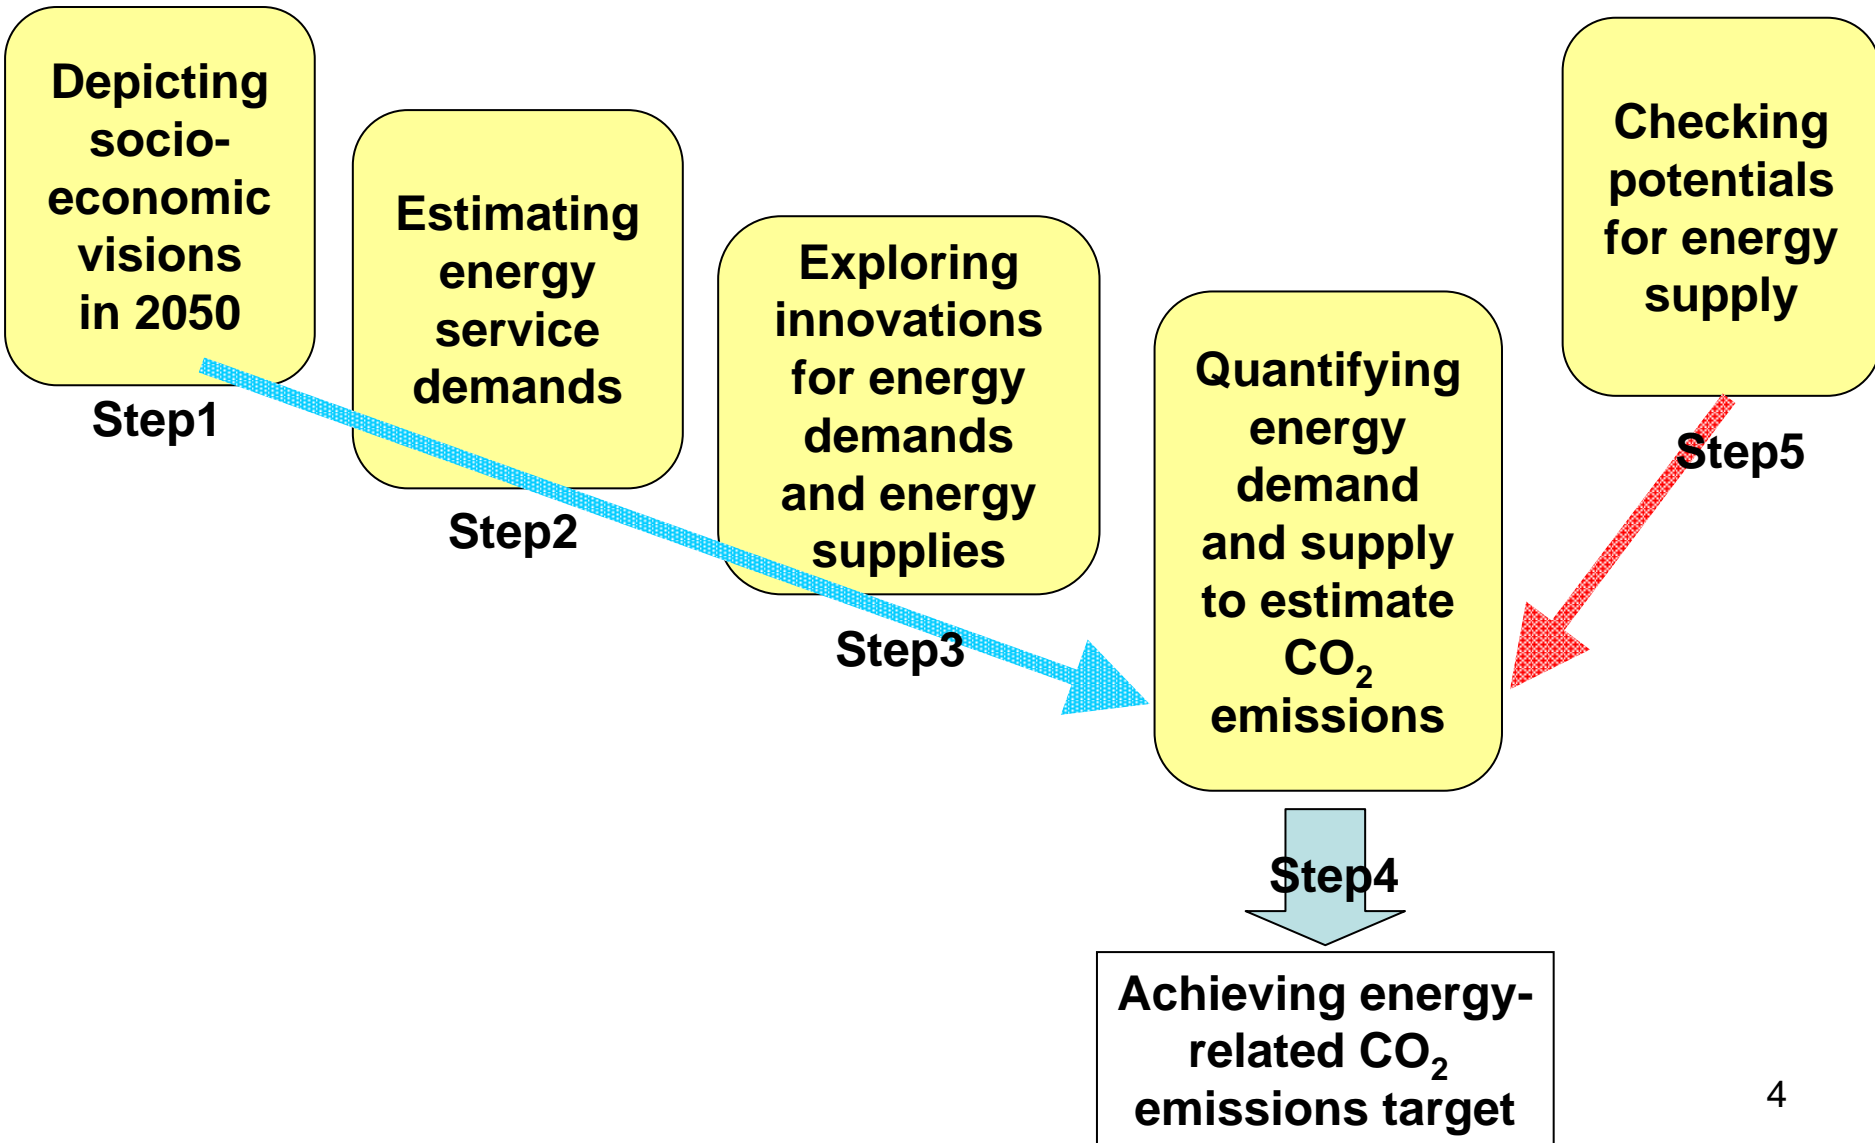 Depicting
socio-
economic
visions
in 2050
Step1
Estimating
energy
service
demands
Step2
Exploring
innovations
for energy
demands
and energy
supplies
Step3
Quantifying
energy
demand
and supply
to estimate
CO₂
emissions
Step4
Checking
potentials
for energy
supply
Step5
Achieving energy-
related CO₂
emissions target
4